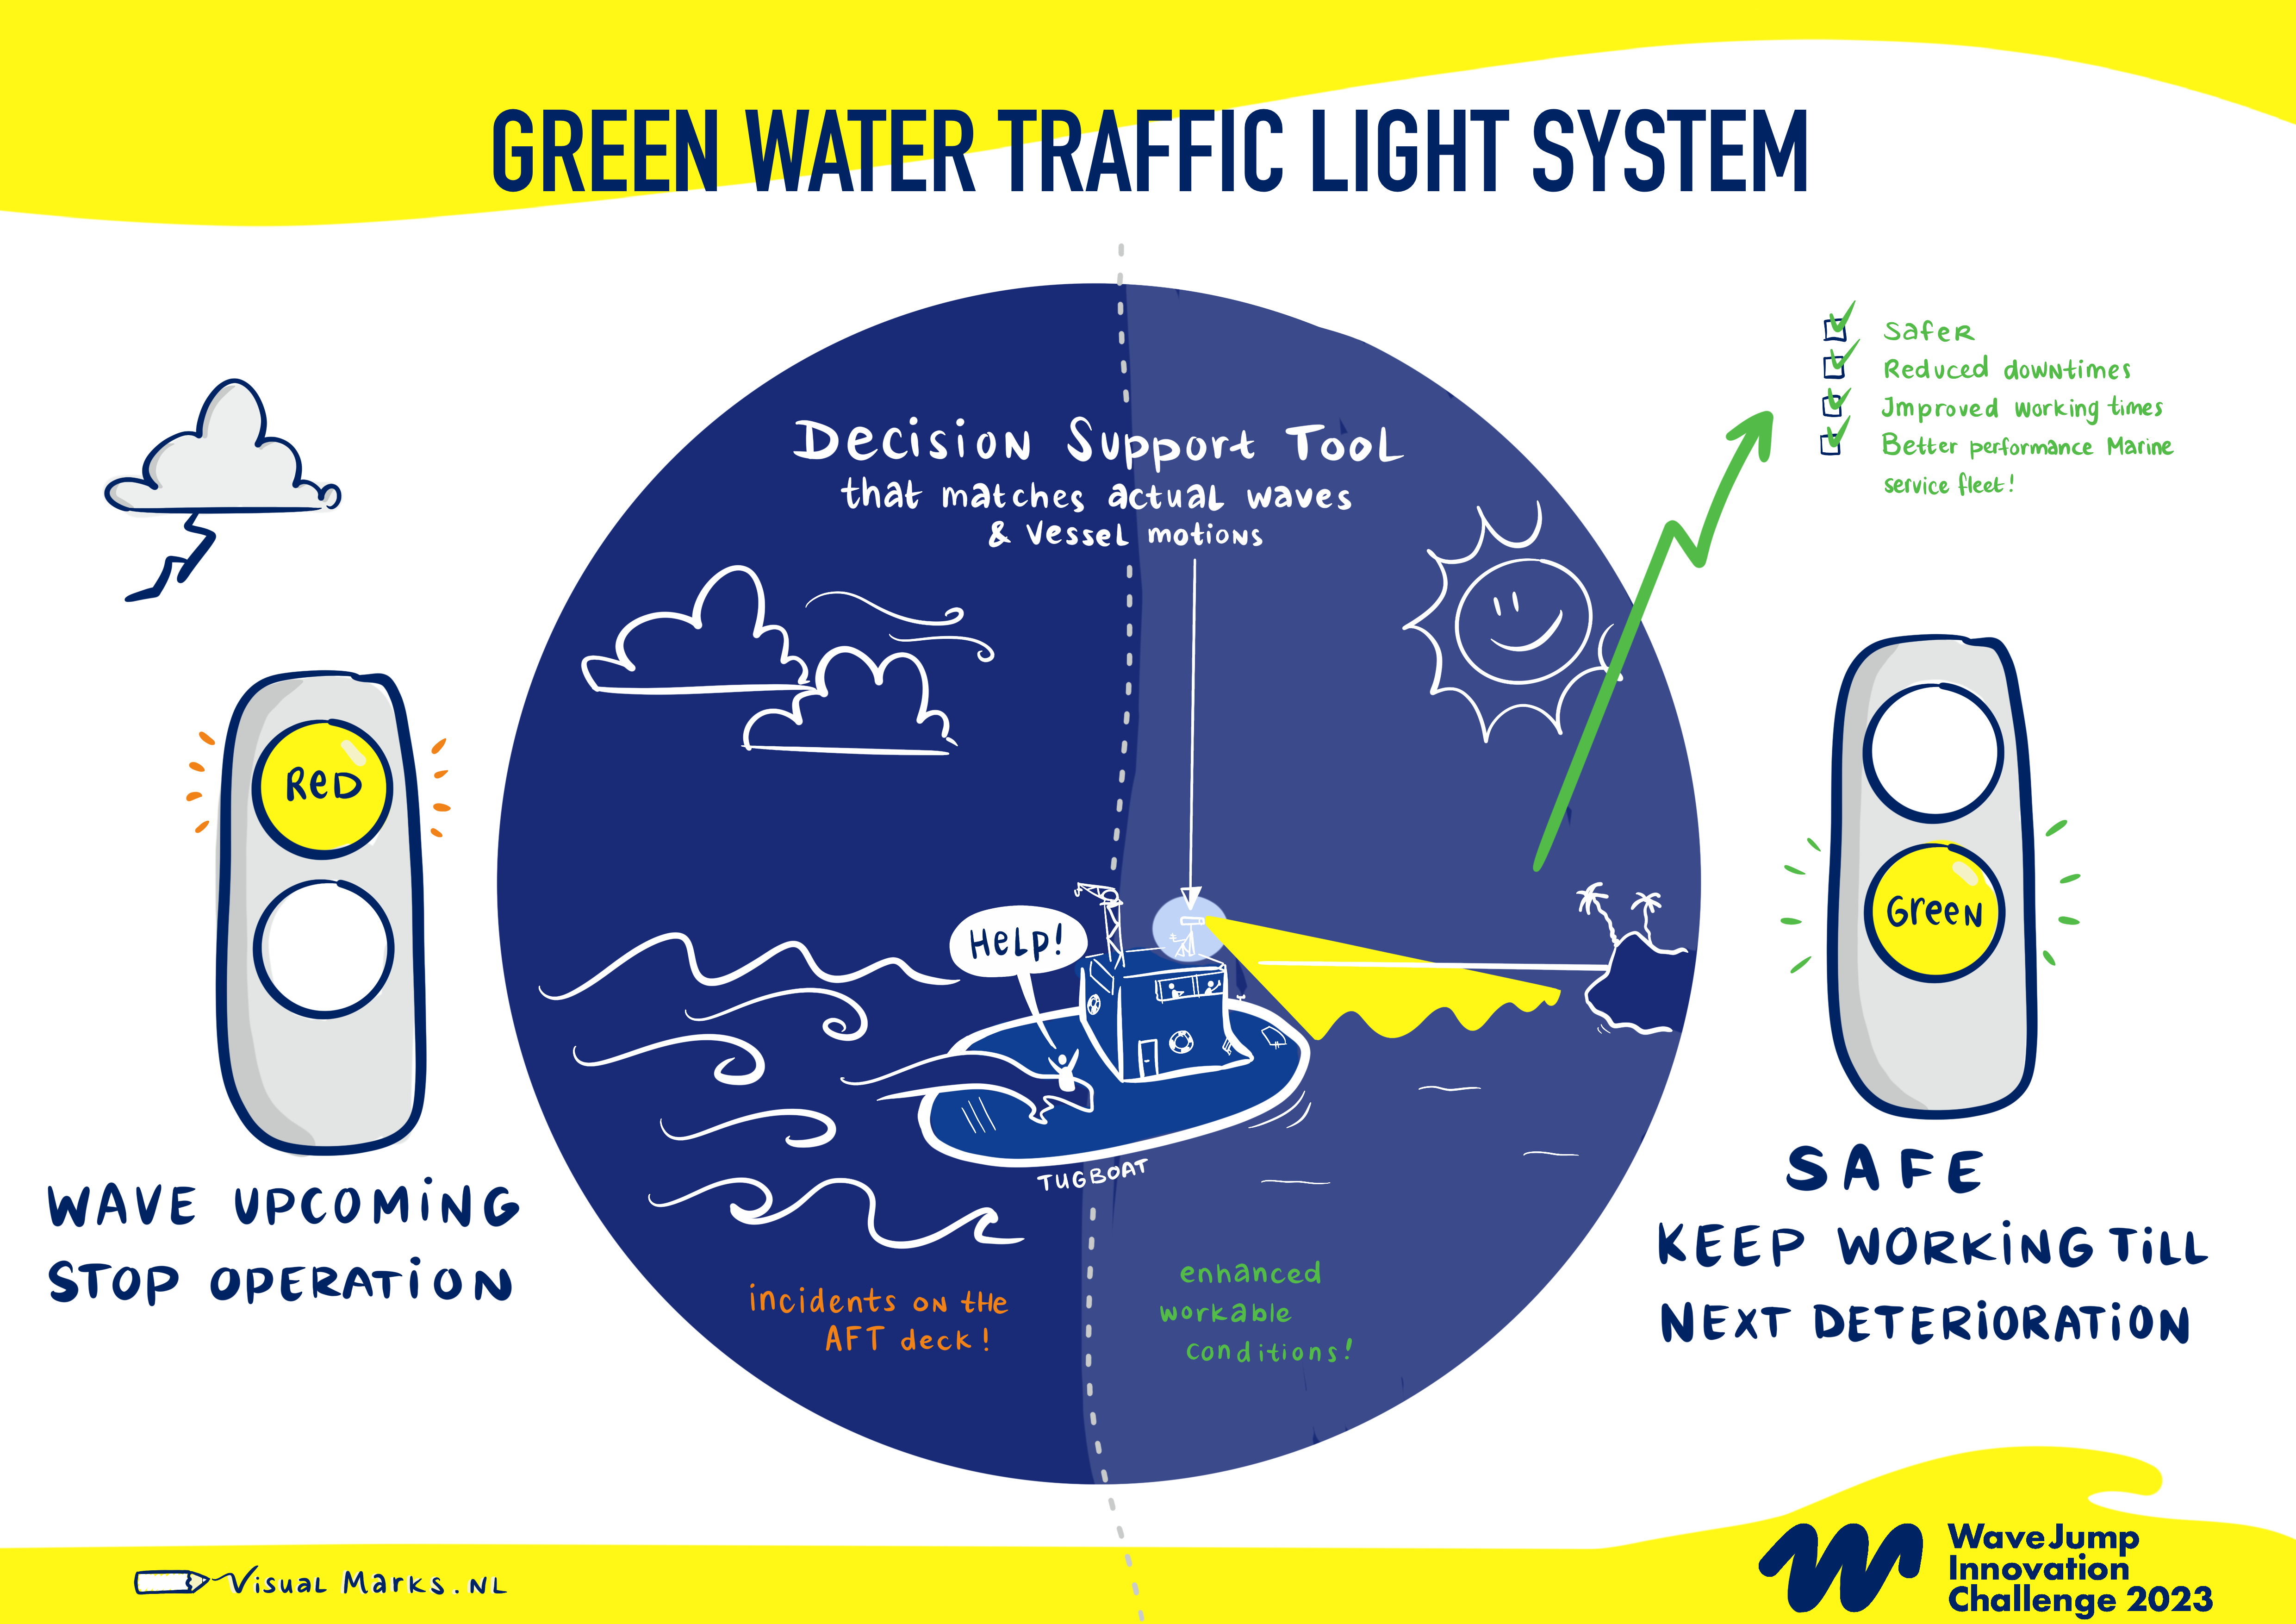 GREEN WATER TRAFFIC LIGHT SYSTEM
Decision Support Tool
that matches actual waves
& Vessel motions
Safer
Reduced downtimes
Improved working times
Better performance Marine
service fleet!
Red
Green
Help!
TUGBOAT
WAVE UPCOMING
STOP OPERATION
SAFE
KEEP WORKING TILL
NEXT DETERIORATION
incidents on the
AFT deck!
enhanced
workable
conditions!
Visual Marks.NL
WaveJump
Innovation
Challenge 2023